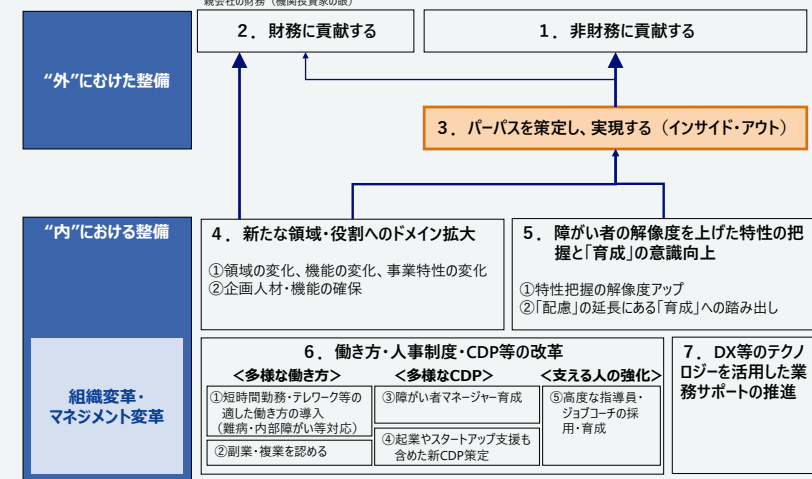 親会社の財務（機関投資家の眼）
２．財務に貢献する
１．非財務に貢献する
“外”にむけた整備
３．パーパスを策定し、実現する（インサイド・アウト）
“内”における整備
４．新たな領域・役割へのドメイン拡大
①領域の変化、機能の変化、事業特性の変化
②企画人材・機能の確保
５．障がい者の解像度を上げた特性の把
握と「育成」の意識向上
①特性把握の解像度アップ
②「配慮」の延長にある「育成」への踏み出し
組織変革・
マネジメント変革
６．働き方・人事制度・CDP等の改革
＜多様な働き方＞
①短時間勤務・テレワーク等の
適した働き方の導入
（難病・内部障がい等対応）
②副業・複業を認める
＜多様なCDP＞
③障がい者マネージャー育成
④起業やスタートアップ支援も
含めた新CDP策定
＜支える人の強化＞
⑤高度な指導員・
ジョブコーチの採
用・育成
７．DX等のテクノ
ロジーを活用した業
務サポートの推進